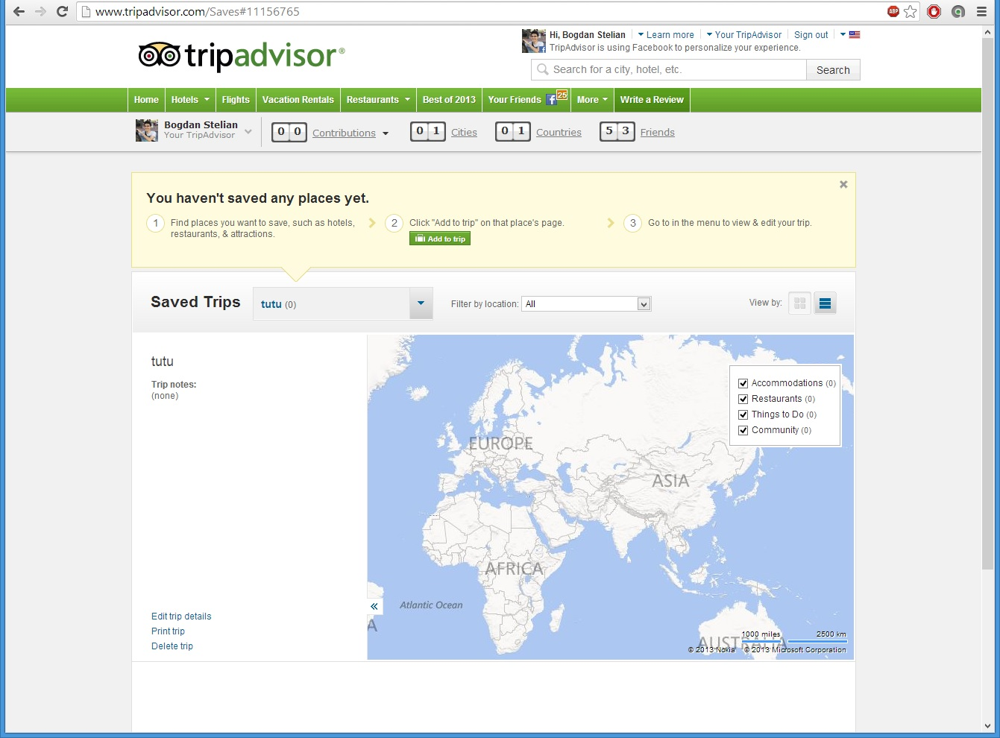 www.tripadvisor.com/Saves#11156765
ABP
tripadvisor®
Hi, Bogdan Stelian
Learn more
Your TripAdvisor
Sign out
TripAdvisor is using Facebook to personalize your experience.
Search for a city, hotel, etc.
Search
Home
Hotels
Flights
Vacation Rentals
Restaurants
Best of 2013
Your Friends
25
More
Write a Review
Bogdan Stelian
Your TripAdvisor
0 0 Contributions
0 1 Cities
0 1 Countries
5 3 Friends
You haven't saved any places yet.
1 Find places you want to save, such as hotels,
restaurants, & attractions.
2 Click "Add to trip" on that place's page.
Add to trip
3 Go to in the menu to view & edit your trip.
Saved Trips
tutu (0)
Filter by location: All
View by:
tutu
Trip notes:
(none)
Edit trip details
Print trip
Delete trip
Accommodations (0)
Restaurants (0)
Things to Do (0)
Community (0)
EUROPE
ASIA
AFRICA
Atlantic Ocean
A
AUSTRALIA
1000 miles 2500 km
© 2013 Nokia © 2013 Microsoft Corporation